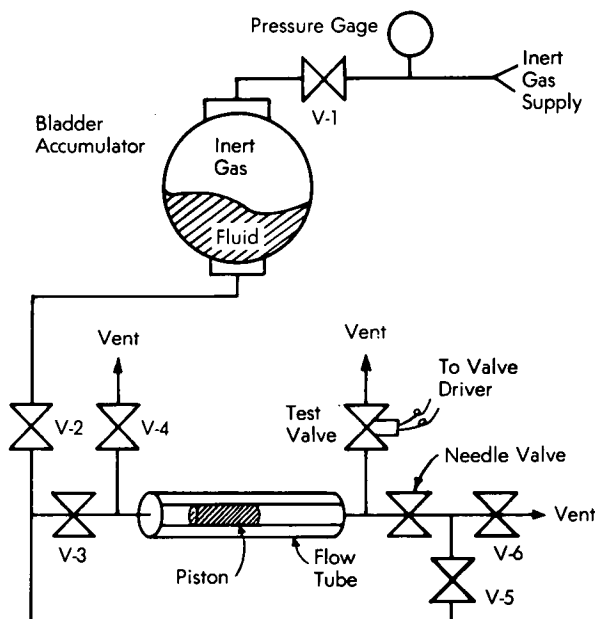 Pressure Gage
Inert
Gas
Supply
V-1
Bladder
Accumulator
Inert
Gas
Fluid
Vent
Vent
To Valve
Driver
Test
Valve
V-2
V-4
Needle Valve
V-3
Piston
Flow
Tube
Vent
V-6
V-5